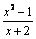 x³ − 1
x + 2